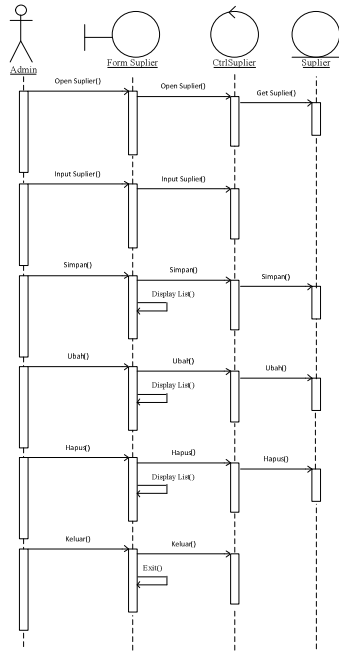 Admin
Form Suplier
CtrlSuplier
Suplier
Open Suplier()
Open Suplier()
Get Suplier()
Input Suplier()
Input Suplier()
Simpan()
Simpan()
Simpan()
Display List()
Ubah()
Ubah()
Ubah()
Display List()
Hapus()
Hapus()
Hapus()
Display List()
Keluar()
Keluar()
Exit()